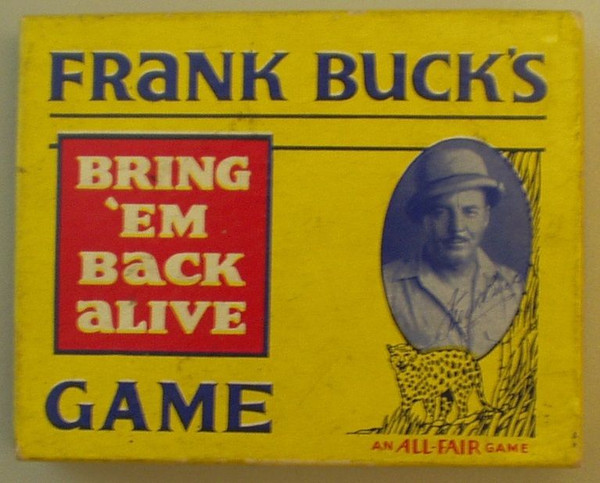 FRaNK BUCK'S
BRING
'EM
BacK
aLIVE
GAME
AN ALL-FAIR GAME